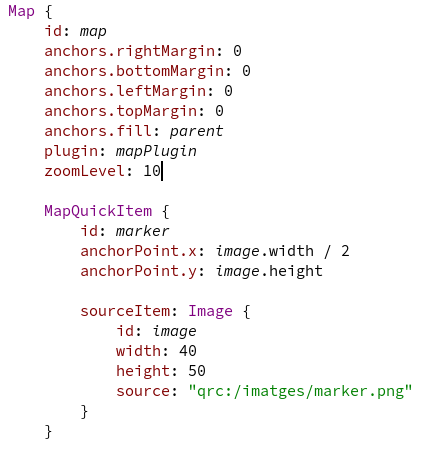 Map {
    id: map
    anchors.rightMargin: 0
    anchors.bottomMargin: 0
    anchors.leftMargin: 0
    anchors.topMargin: 0
    anchors.fill: parent
    plugin: mapPlugin
    zoomLevel: 10

    MapQuickItem {
        id: marker
        anchorPoint.x: image.width / 2
        anchorPoint.y: image.height

        sourceItem: Image {
            id: image
            width: 40
            height: 50
            source: "qrc:/imatges/marker.png"
        }
    }